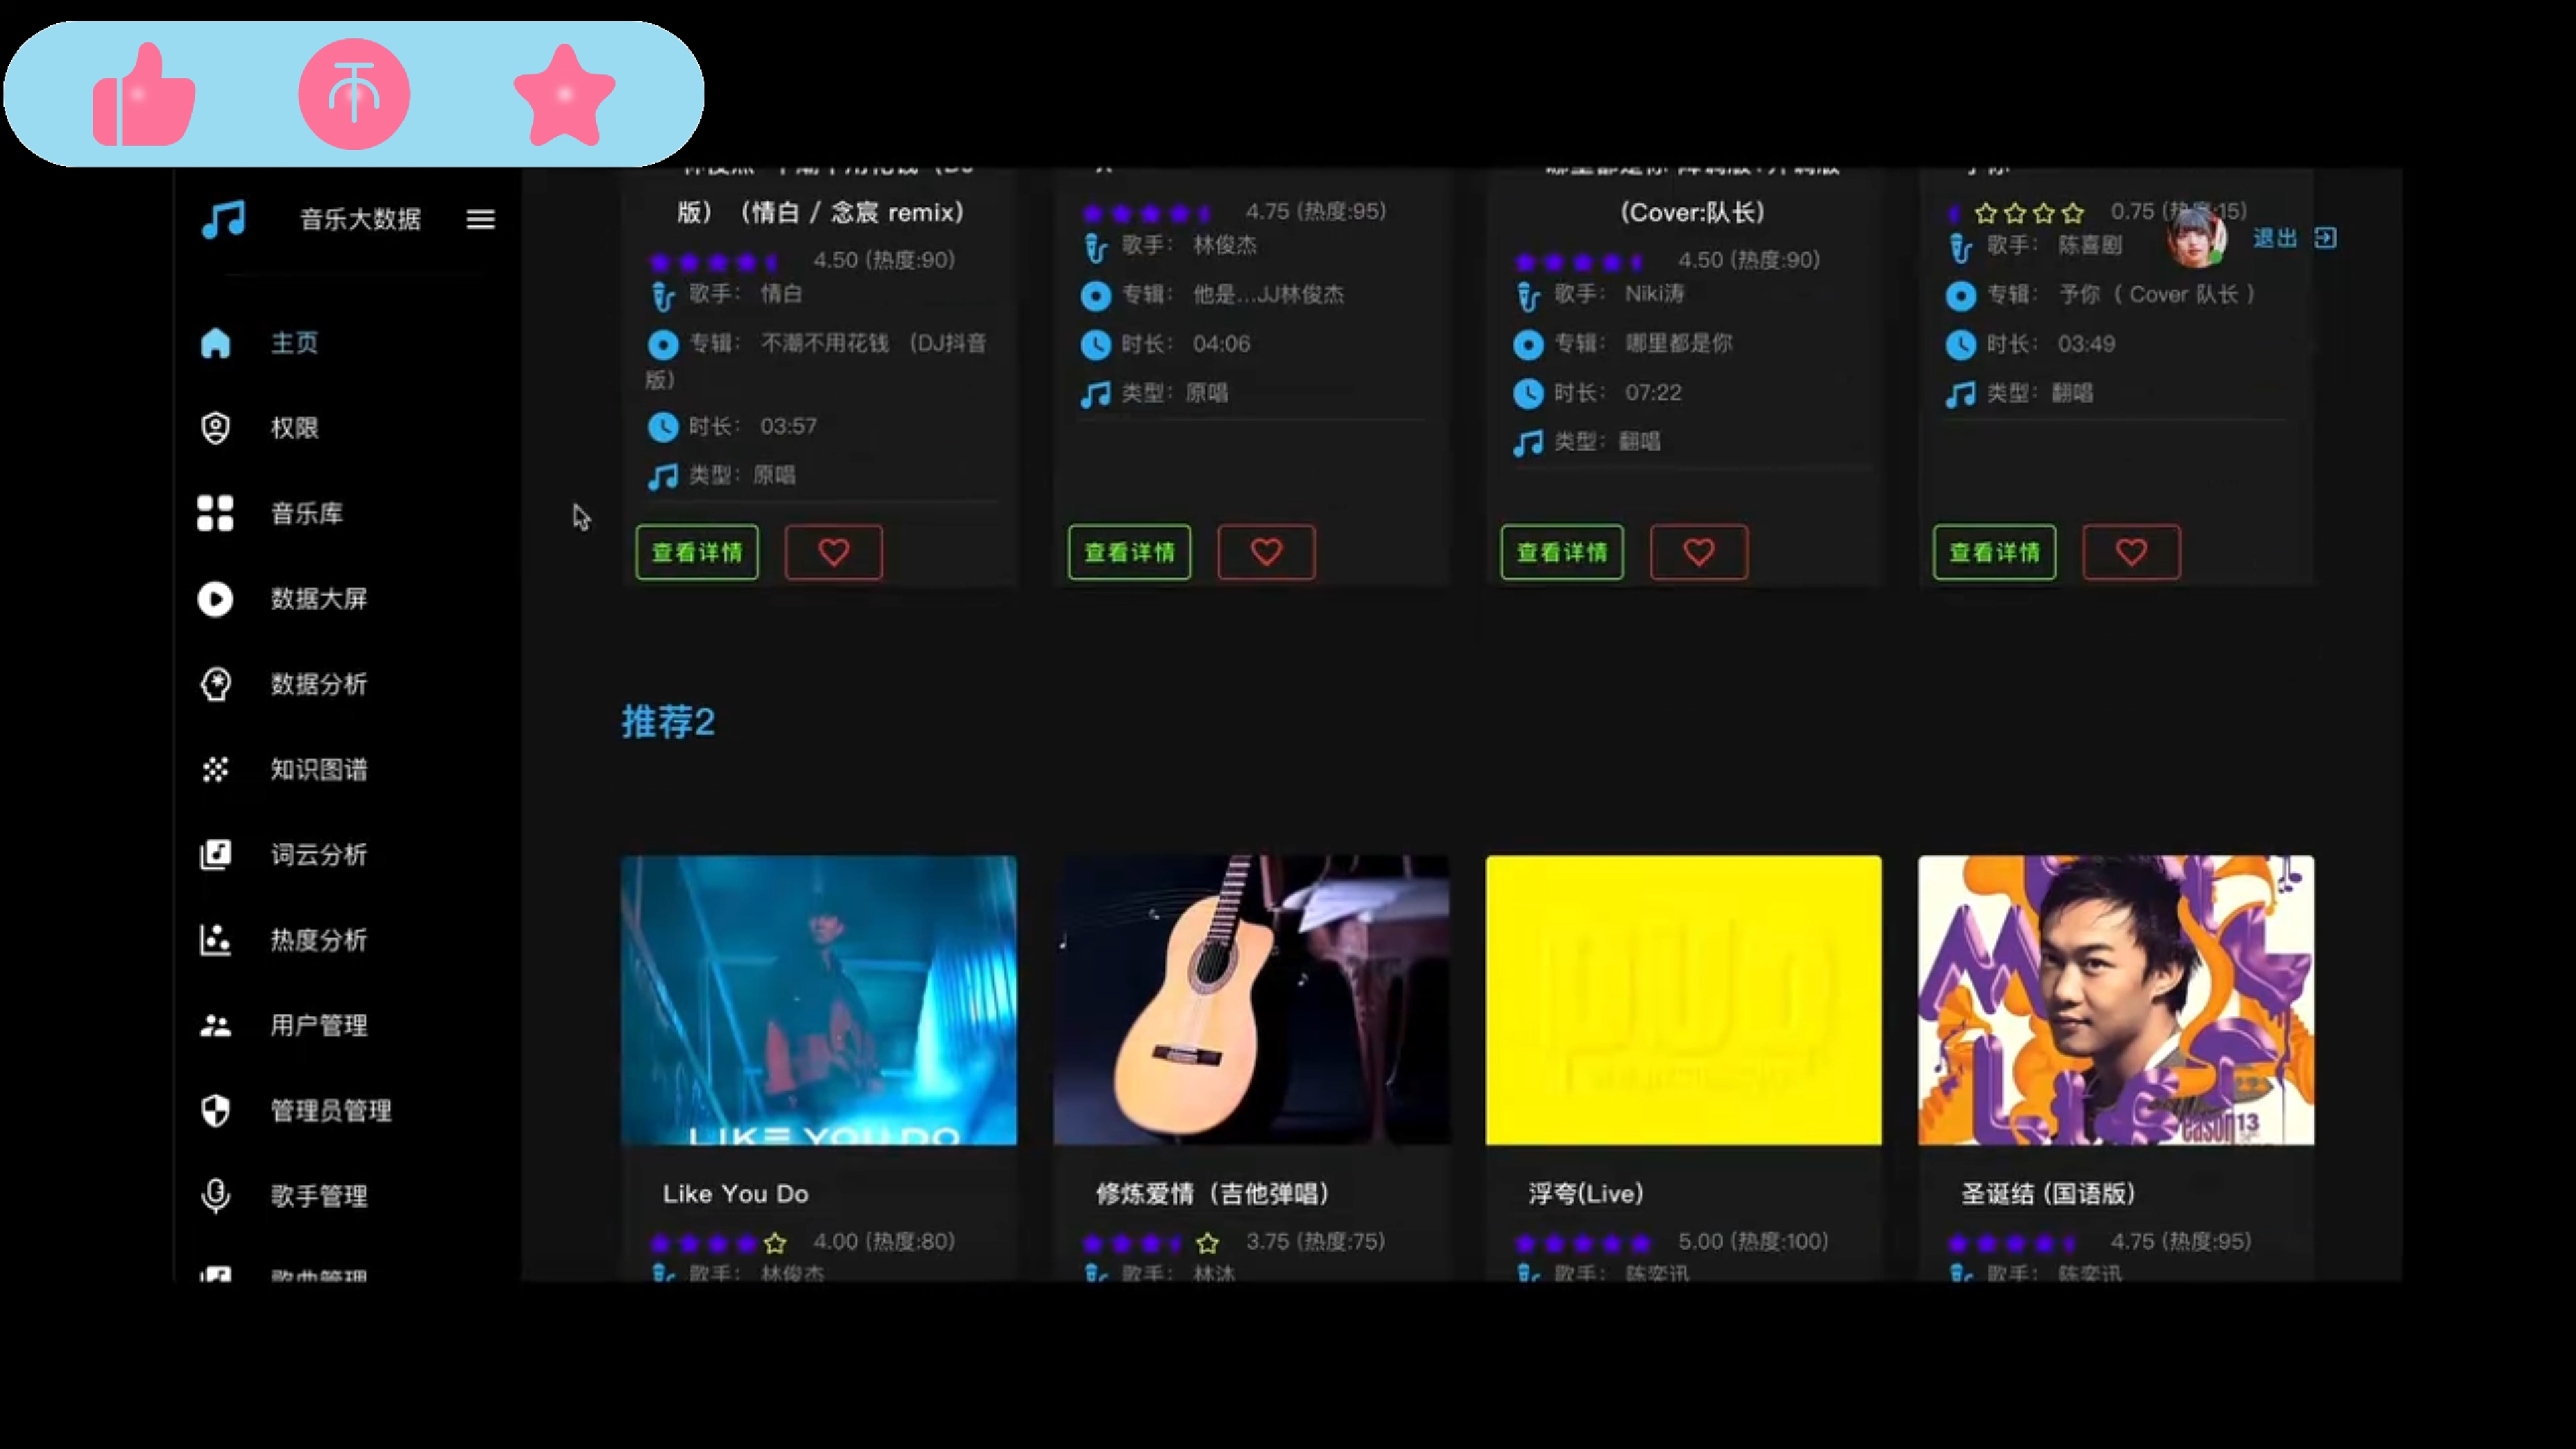 音乐大数据
主页
权限
音乐库
数据大屏
数据分析
知识图谱
词云分析
热度分析
用户管理
管理员管理
歌手管理
歌曲管理
退出
版）（情白 / 念宸 remix)
4.50 (热度:90)
歌手： 情白
专辑： 不潮不用花钱 （DJ抖音
版）
时长： 03:57
类型：原唱
查看详情
4.75 (热度:95)
歌手： 林俊杰
专辑： 他是...JJ林俊杰
时长： 04:06
类型：原唱
查看详情
(Cover:队长)
4.50 (热度:90)
歌手： Niki涛
专辑： 哪里都是你
时长： 07:22
类型：翻唱
查看详情
0.75 (热度:15)
歌手： 陈喜剧
专辑： 予你（ Cover 队长 ）
时长： 03:49
类型：翻唱
查看详情
推荐2
LIKE YOU DO
Like You Do
4.00 (热度:80)
歌手： 林俊杰
修炼爱情（吉他弹唱）
3.75 (热度:75)
歌手： 林沐
DUO
浮夸(Live)
5.00 (热度:100)
歌手： 陈奕迅
eason13
圣诞结 (国语版)
4.75 (热度:95)
歌手： 陈奕迅